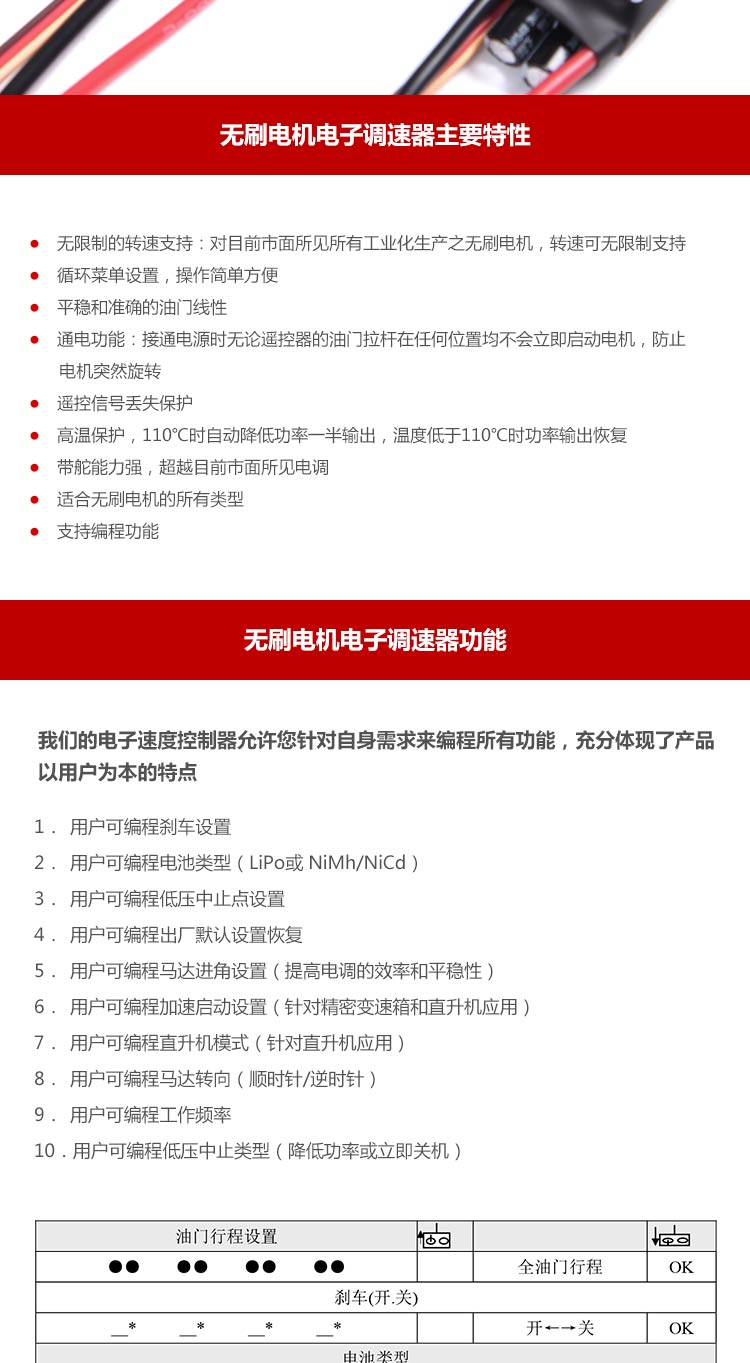 无刷电机电子调速器主要特性
无限制的转速支持：对目前市面所见所有工业化生产之无刷电机，转速可无限制支持
循环菜单设置，操作简单方便
平稳和准确的油门线性
通电功能：接通电源时无论遥控器的油门拉杆在任何位置均不会立即启动电机，防止
电机突然旋转
遥控信号丢失保护
高温保护，110℃时自动降低功率一半输出，温度低于110℃时功率输出恢复
带舵能力强，超越目前市面所见电调
适合无刷电机的所有类型
支持编程功能
无刷电机电子调速器功能
我们的电子速度控制器允许您针对自身需求来编程所有功能，充分体现了产品
以用户为本的特点
1． 用户可编程刹车设置
2． 用户可编程电池类型（LiPo或 NiMh/NiCd）
3． 用户可编程低压中止点设置
4． 用户可编程出厂默认设置恢复
5． 用户可编程马达进角设置（提高电调的效率和平稳性）
6． 用户可编程加速启动设置（针对精密变速箱和直升机应用）
7． 用户可编程直升机模式（针对直升机应用）
8． 用户可编程马达转向（顺时针/逆时针）
9． 用户可编程工作频率
10．用户可编程低压中止类型（降低功率或立即关机）
油门行程设置
●● ●● ●● ●● 全油门行程 OK
刹车(开.关)
__* __* __* __* 开←→关 OK
电池类型